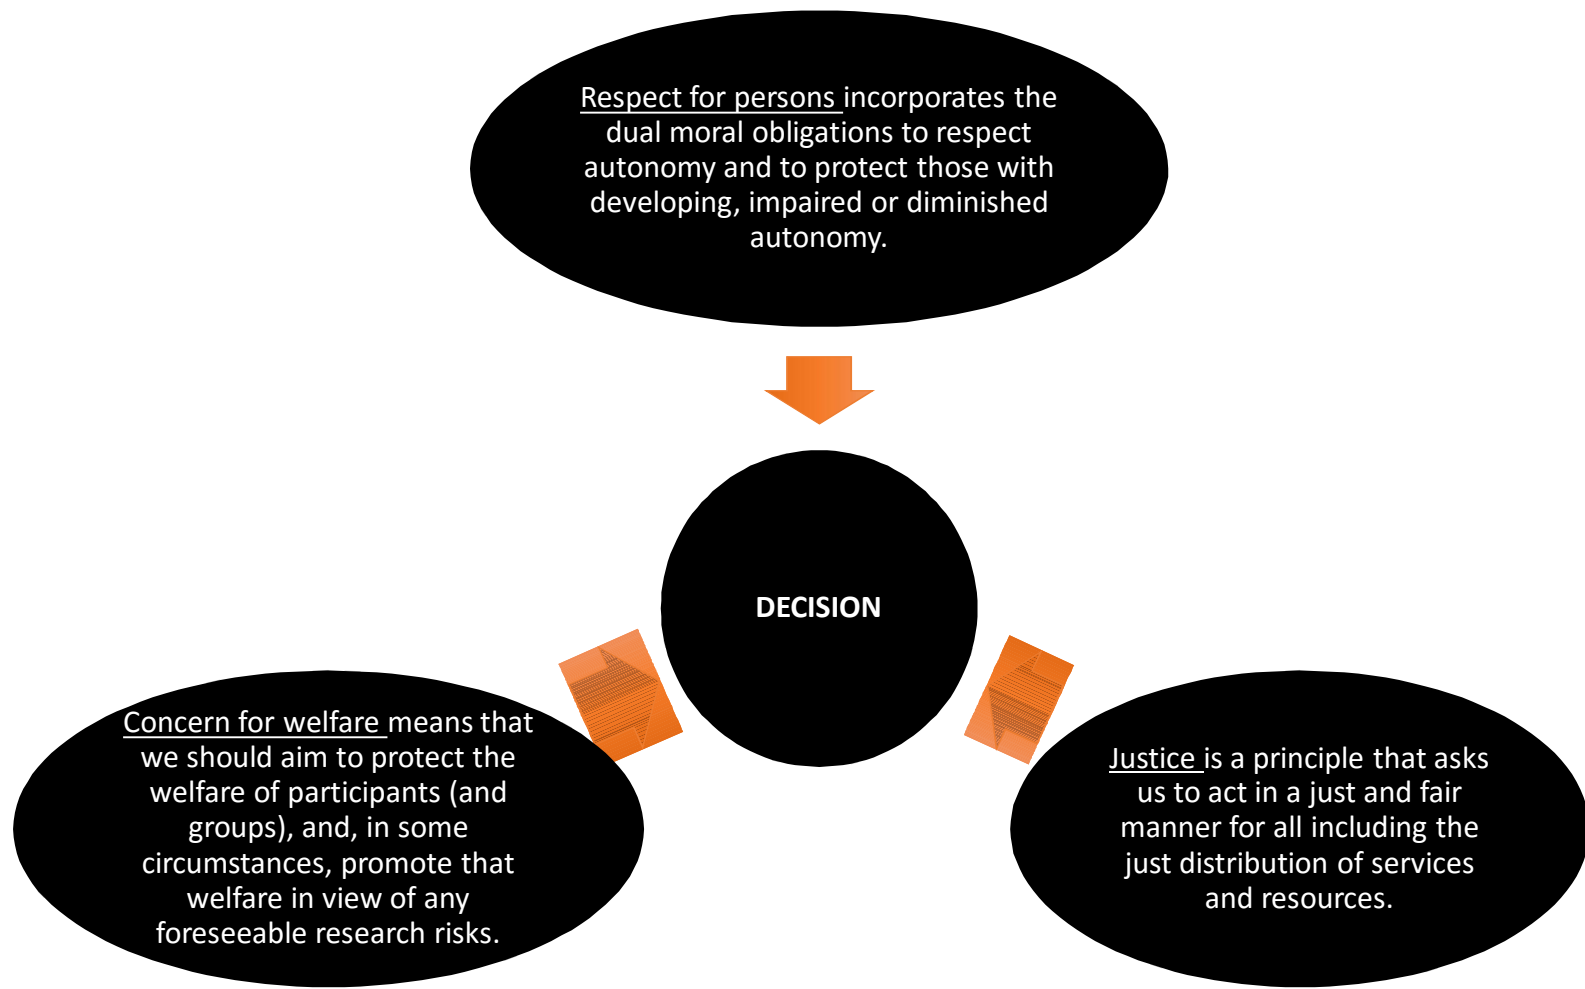 Respect for persons incorporates the
dual moral obligations to respect
autonomy and to protect those with
developing, impaired or diminished
autonomy.
DECISION
Concern for welfare means that
we should aim to protect the
welfare of participants (and
groups), and, in some
circumstances, promote that
welfare in view of any
foreseeable research risks.
Justice is a principle that asks
us to act in a just and fair
manner for all including the
just distribution of services
and resources.